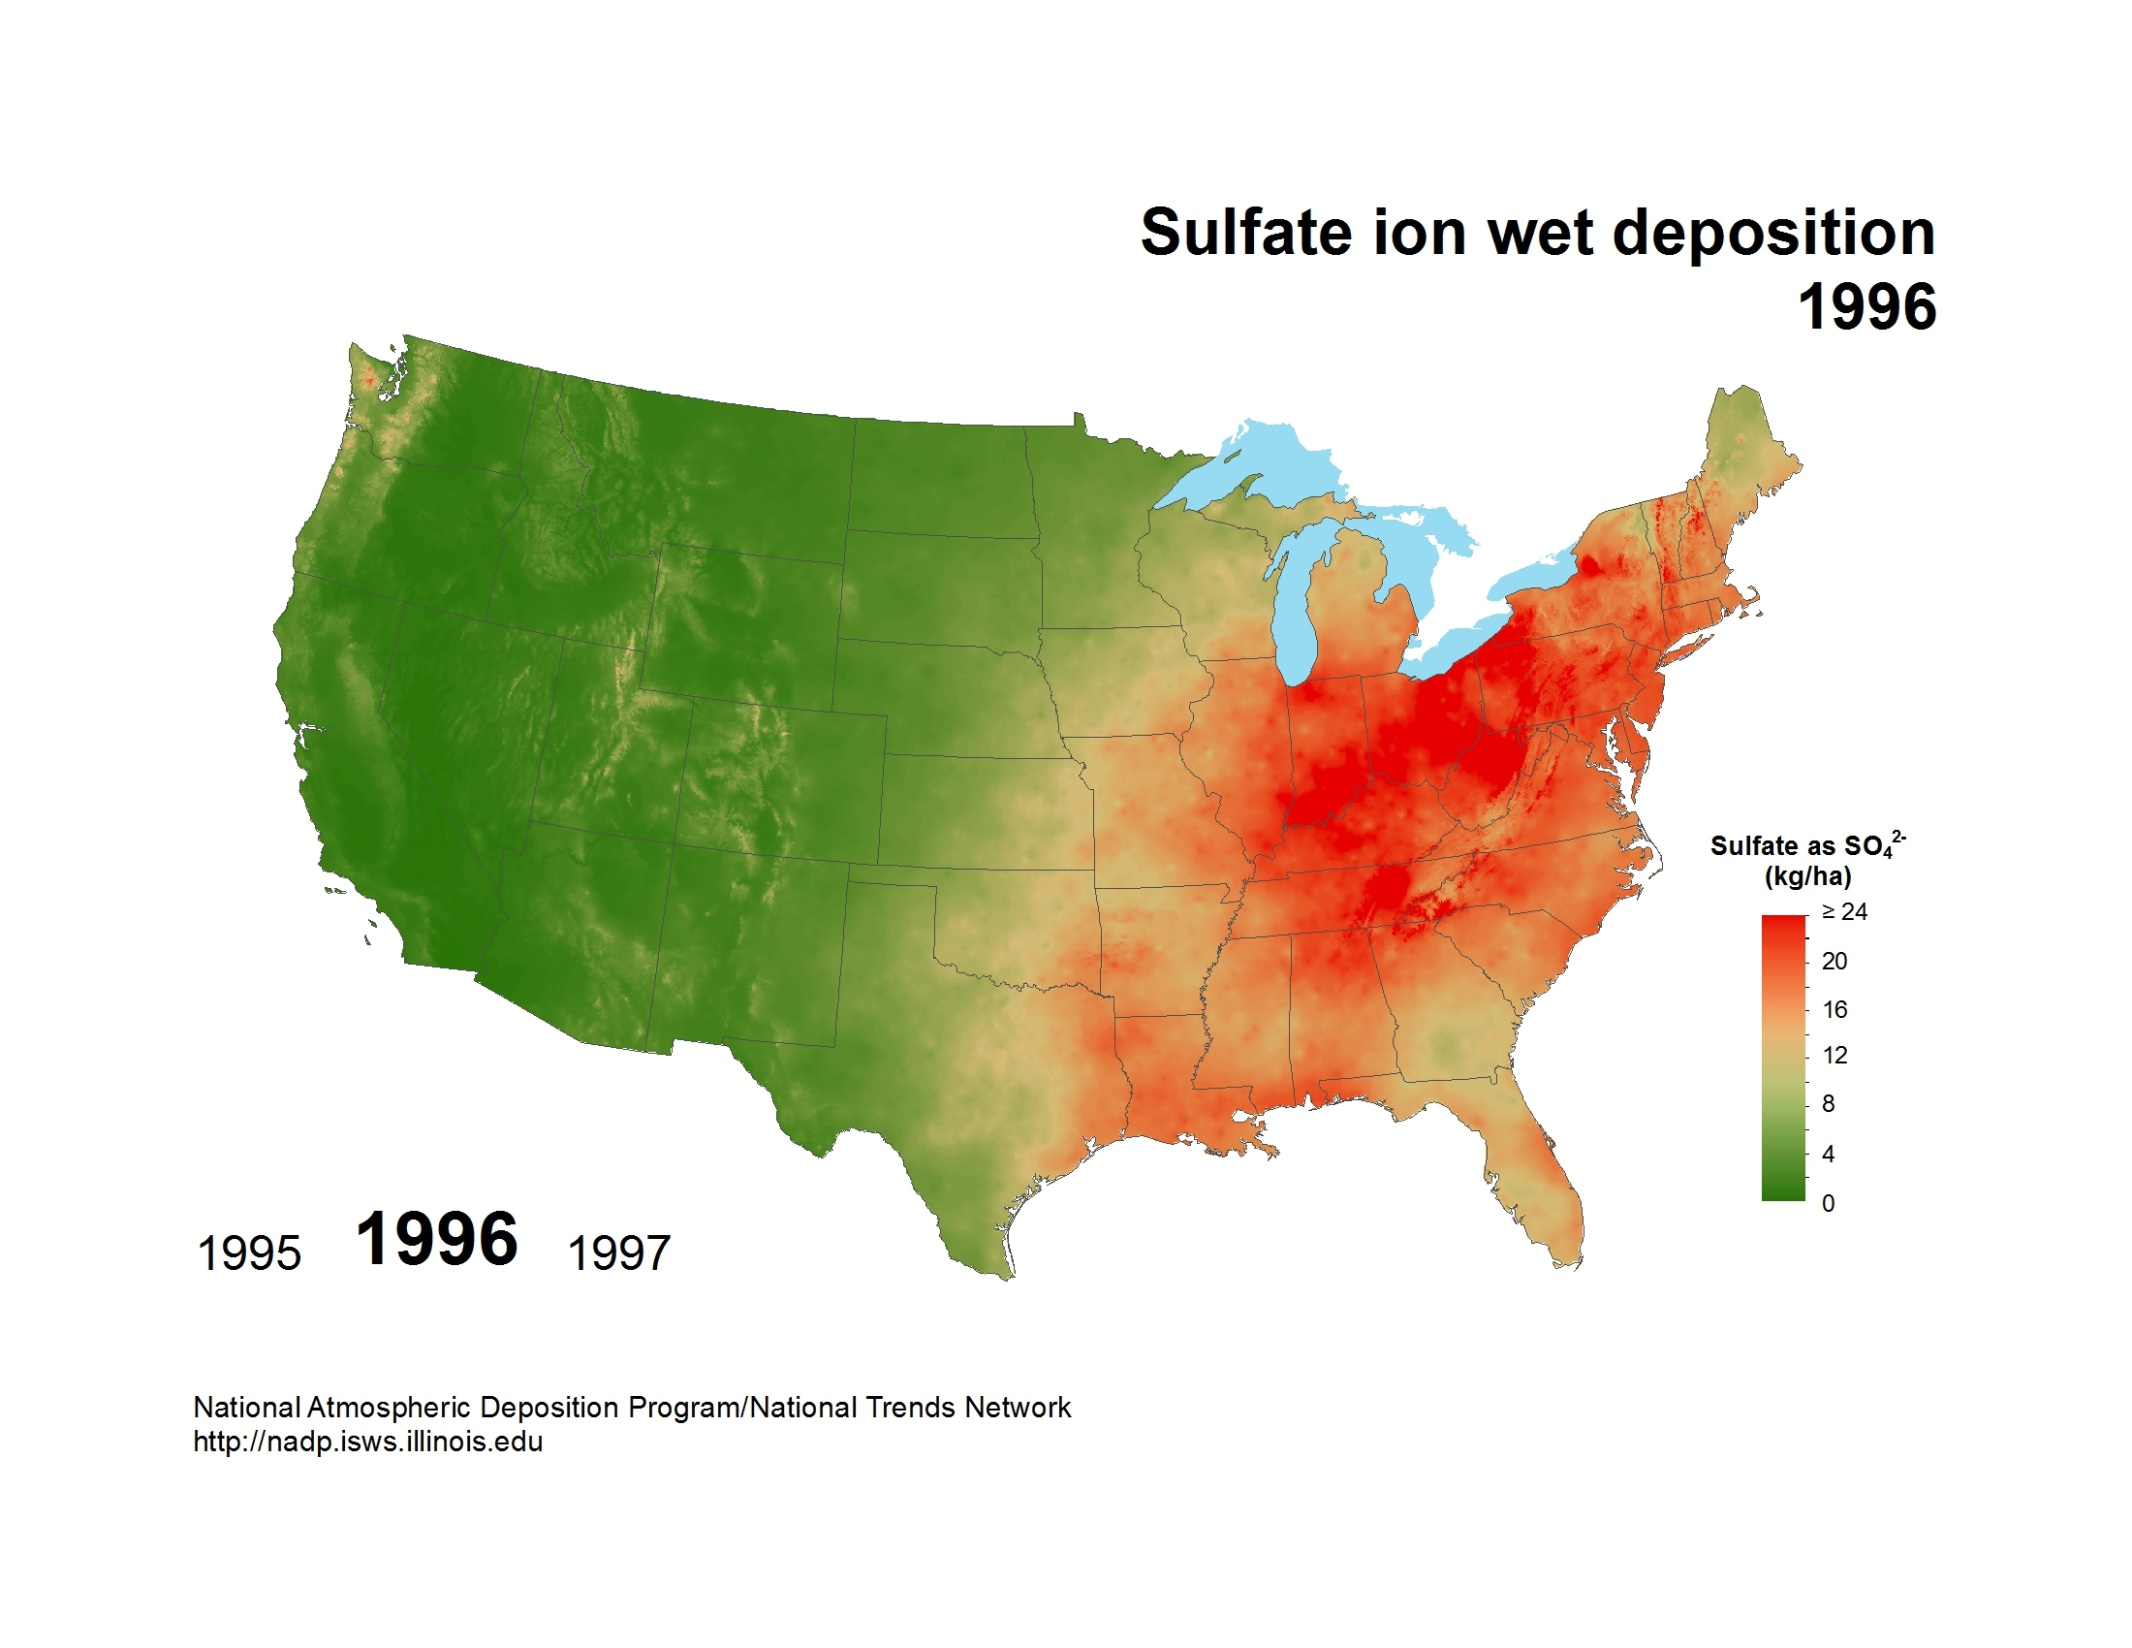 Sulfate ion wet deposition
1996
Sulfate as SO₄²⁻
(kg/ha)
≥ 24
20
16
12
8
4
0
1995 1996 1997
National Atmospheric Deposition Program/National Trends Network
http://nadp.isws.illinois.edu